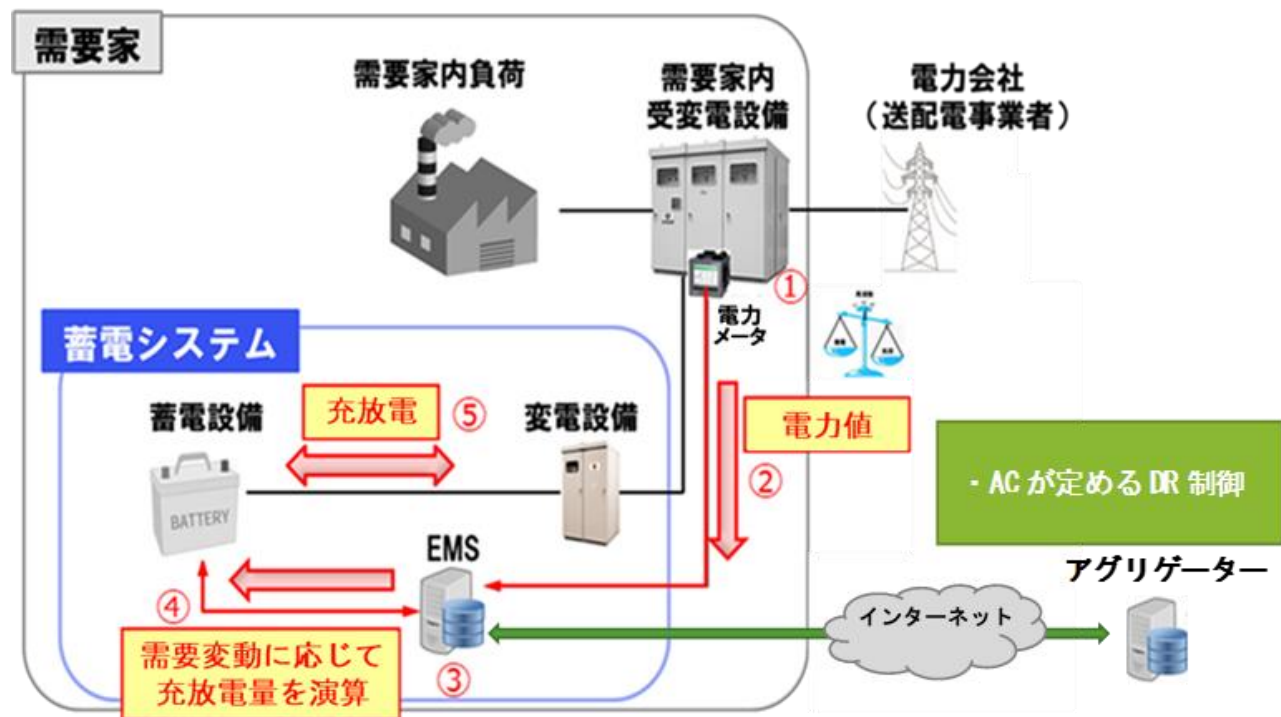 需要家
需要家内負荷
需要家内
受変電設備
電力会社
（送配電事業者）
①
電力
メータ
蓄電システム
蓄電設備
充放電
⑤
変電設備
電力値
②
・ACが定めるDR制御
BATTERY
EMS
アグリゲーター
④
インターネット
需要変動に応じて
充放電量を演算
③